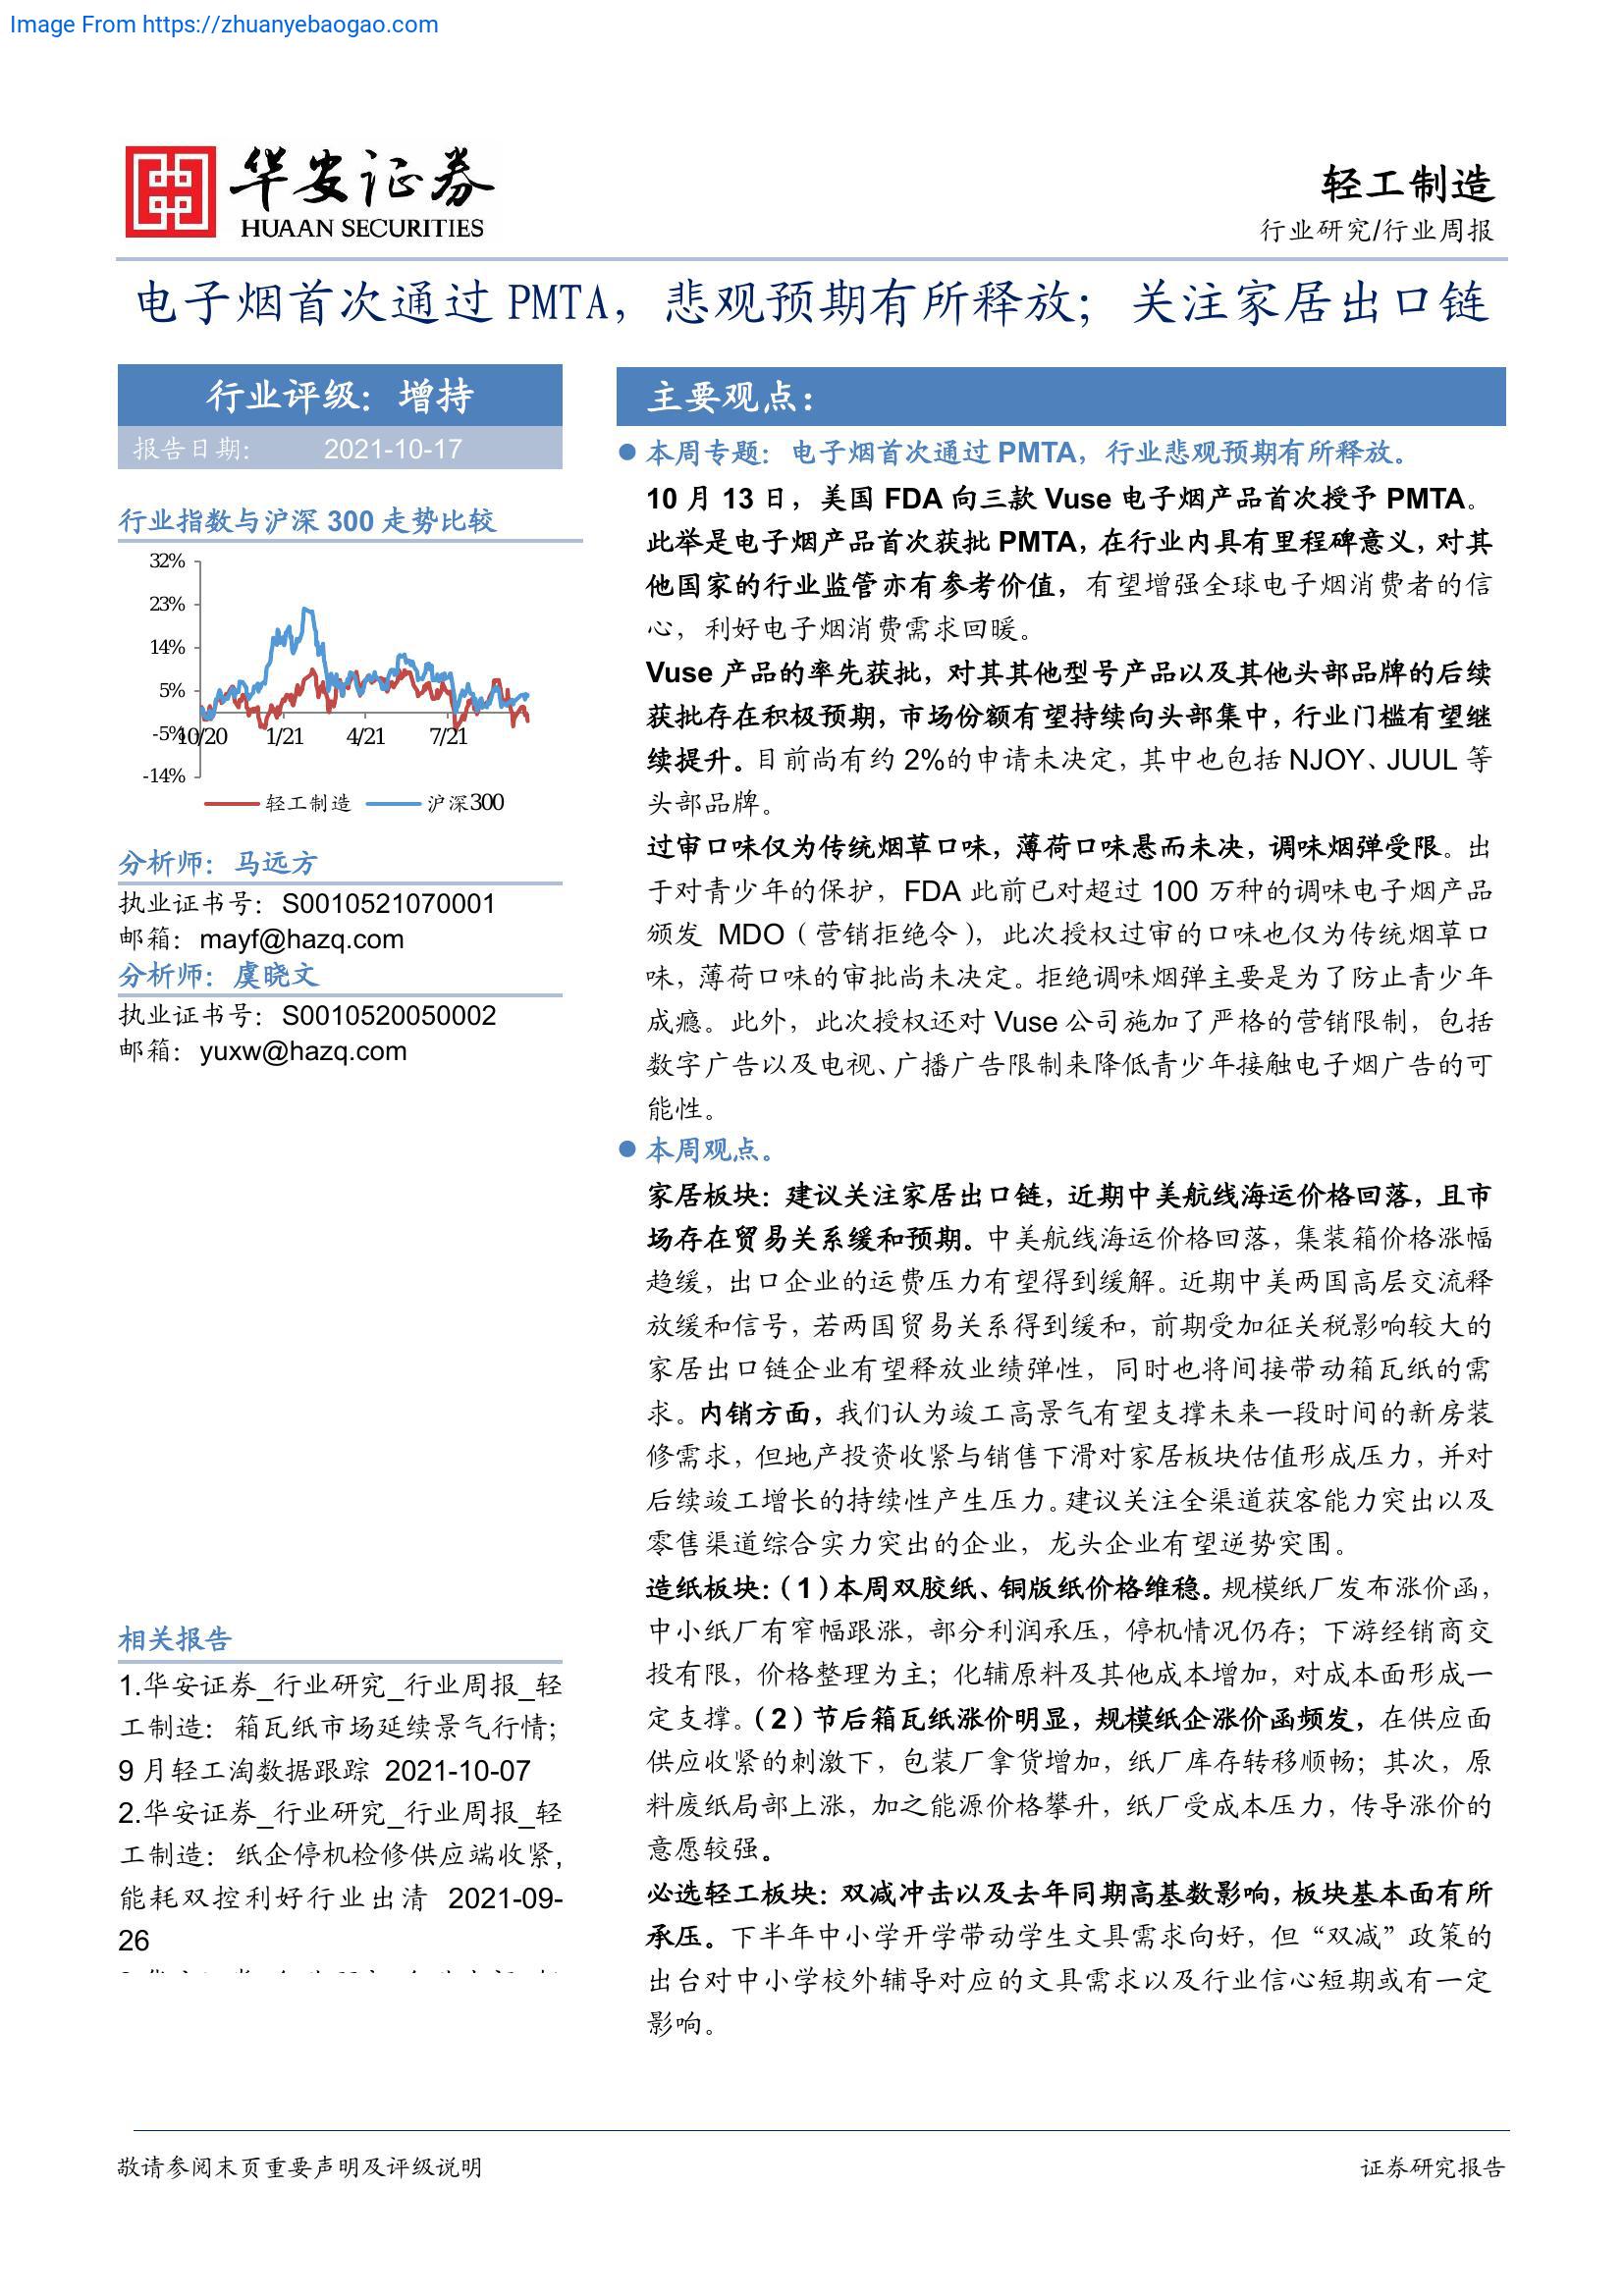 Image From https://zhuanyebaogao.com
华安证券
HUAAN SECURITIES
轻工制造
行业研究/行业周报
电子烟首次通过 PMTA，悲观预期有所释放；关注家居出口链
行业评级：增持
报告日期： 2021-10-17
行业指数与沪深 300 走势比较
32%
23%
14%
5%
-5%
-14%
10/20 1/21 4/21 7/21
轻工制造 沪深300
分析师：马远方
执业证书号：S0010521070001
邮箱：mayf@hazq.com
分析师：虞晓文
执业证书号：S0010520050002
邮箱：yuxw@hazq.com
相关报告
1.华安证券_行业研究_行业周报_轻
工制造：箱瓦纸市场延续景气行情；
9 月轻工淘数据跟踪 2021-10-07
2.华安证券_行业研究_行业周报_轻
工制造：纸企停机检修供应端收紧，
能耗双控利好行业出清 2021-09-
26
主要观点：
● 本周专题：电子烟首次通过 PMTA，行业悲观预期有所释放。
10 月 13 日，美国 FDA 向三款 Vuse 电子烟产品首次授予 PMTA。
此举是电子烟产品首次获批 PMTA，在行业内具有里程碑意义，对其
他国家的行业监管亦有参考价值，有望增强全球电子烟消费者的信
心，利好电子烟消费需求回暖。
Vuse 产品的率先获批，对其其他型号产品以及其他头部品牌的后续
获批存在积极预期，市场份额有望持续向头部集中，行业门槛有望继
续提升。目前尚有约 2%的申请未决定，其中也包括 NJOY、JUUL 等
头部品牌。
过审口味仅为传统烟草口味，薄荷口味悬而未决，调味烟弹受限。出
于对青少年的保护，FDA 此前已对超过 100 万种的调味电子烟产品
颁发 MDO（营销拒绝令），此次授权过审的口味也仅为传统烟草口
味，薄荷口味的审批尚未决定。拒绝调味烟弹主要是为了防止青少年
成瘾。此外，此次授权还对 Vuse 公司施加了严格的营销限制，包括
数字广告以及电视、广播广告限制来降低青少年接触电子烟广告的可
能性。
● 本周观点。
家居板块：建议关注家居出口链，近期中美航线海运价格回落，且市
场存在贸易关系缓和预期。中美航线海运价格回落，集装箱价格涨幅
趋缓，出口企业的运费压力有望得到缓解。近期中美两国高层交流释
放缓和信号，若两国贸易关系得到缓和，前期受加征关税影响较大的
家居出口链企业有望释放业绩弹性，同时也将间接带动箱瓦纸的需
求。内销方面，我们认为竣工高景气有望支撑未来一段时间的新房装
修需求，但地产投资收紧与销售下滑对家居板块估值形成压力，并对
后续竣工增长的持续性产生压力。建议关注全渠道获客能力突出以及
零售渠道综合实力突出的企业，龙头企业有望逆势突围。
造纸板块：（1）本周双胶纸、铜版纸价格维稳。规模纸厂发布涨价函，
中小纸厂有窄幅跟涨，部分利润承压，停机情况仍存；下游经销商交
投有限，价格整理为主；化辅原料及其他成本增加，对成本面形成一
定支撑。（2）节后箱瓦纸涨价明显，规模纸企涨价函频发，在供应面
供应收紧的刺激下，包装厂拿货增加，纸厂库存转移顺畅；其次，原
料废纸局部上涨，加之能源价格攀升，纸厂受成本压力，传导涨价的
意愿较强。
必选轻工板块：双减冲击以及去年同期高基数影响，板块基本面有所
承压。下半年中小学开学带动学生文具需求向好，但“双减”政策的
出台对中小学校外辅导对应的文具需求以及行业信心短期或有一定
影响。
敬请参阅末页重要声明及评级说明
证券研究报告